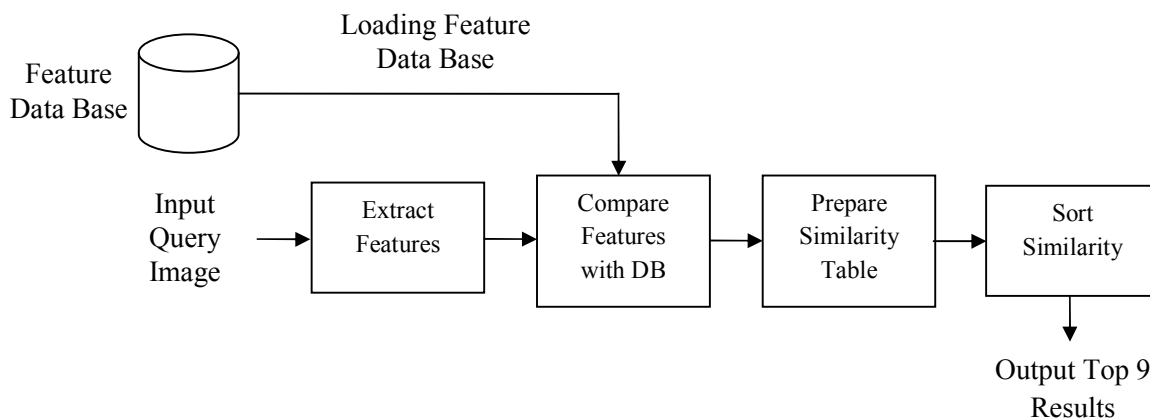 Loading Feature
Data Base
Feature
Data Base
Input
Query
Image
Extract
Features
Compare
Features
with DB
Prepare
Similarity
Table
Sort
Similarity
Output Top 9
Results